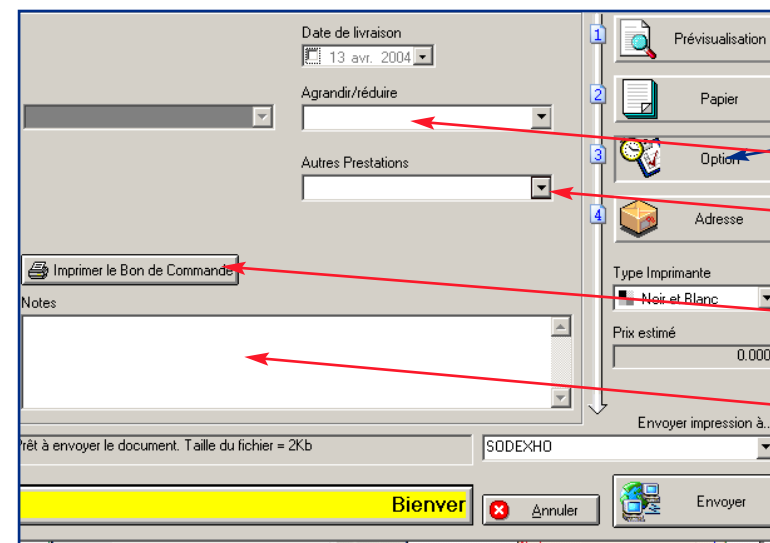 Date de livraison
13 avr. 2004
Agrandir/réduire
Autres Prestations
Imprimer le Bon de Commande
Notes
rêt à envoyer le document. Taille du fichier = 2Kb
Bienver
1
Prévisualisation
2
Papier
3
Option
4
Adresse
Type Imprimante
Noir et Blanc
Prix estimé
0.000
Envoyer impression à..
SODEXHO
Annuler
Envoyer